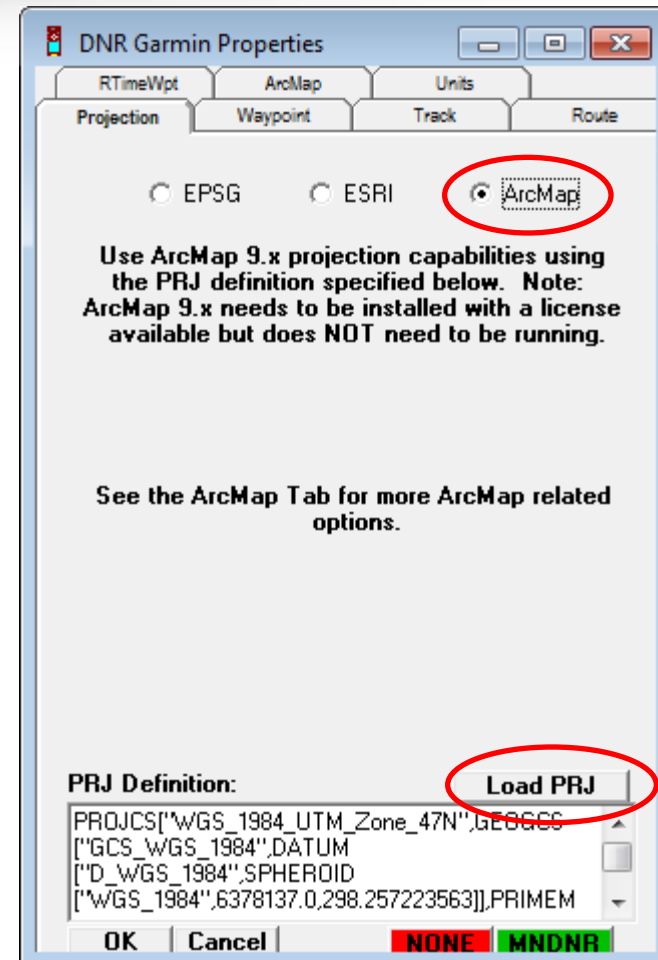 DNR Garmin Properties
RTimeWpt ArcMap Units
Projection Waypoint Track Route
EPSG ESRI ArcMap
Use ArcMap 9.x projection capabilities using
the PRJ definition specified below. Note:
ArcMap 9.x needs to be installed with a license
available but does NOT need to be running.
See the ArcMap Tab for more ArcMap related
options.
PRJ Definition: Load PRJ
PROJCS["WGS_1984_UTM_Zone_47N",GEOGCS
["GCS_WGS_1984",DATUM
["D_WGS_1984",SPHEROID
["WGS_1984",6378137.0,298.257223563]],PRIMEM
OK Cancel NONE MNDNR